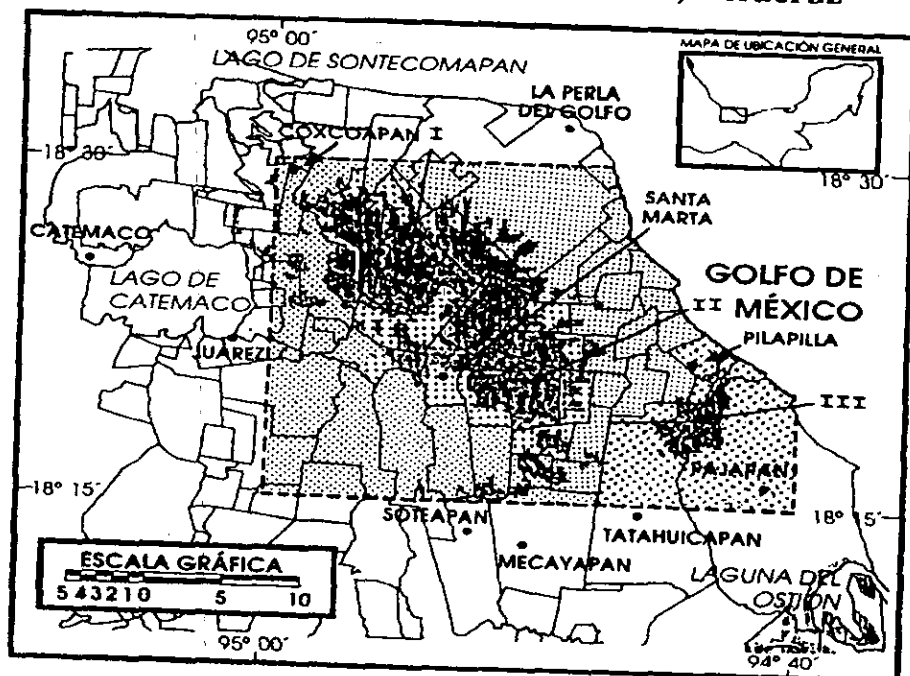 95° 00´
LAGO DE SONTECOMAPAN
MAPA DE UBICACIÓN GENERAL
LA PERLA
DEL GOLFO
COXCOAPAN I
18° 30´
18° 30´
SANTA
MARTA
CATEMACO
LAGO DE
CATEMACO
GOLFO DE
MÉXICO
II
PILAPILLA
JUÁREZ
III
PAJAPAN
18° 15´
18° 15´
SOTEAPAN
TATAHUICAPAN
MECAYAPAN
ESCALA GRÁFICA
5 4 3 2 1 0 5 10
LAGUNA DEL
OSTIÓN
95° 00´
94° 40´